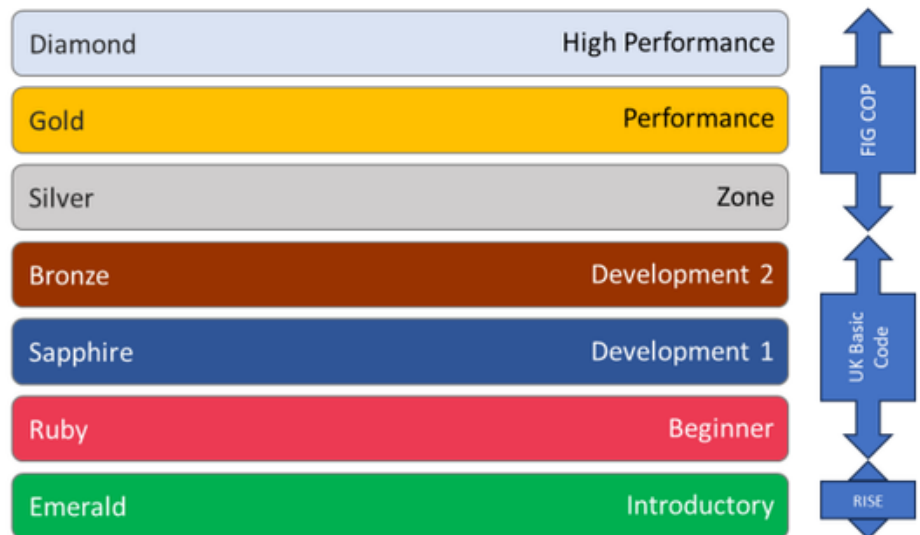 Diamond High Performance
Gold Performance
Silver Zone
Bronze Development 2
Sapphire Development 1
Ruby Beginner
Emerald Introductory
FIG COP
UK Basic
Code
RISE